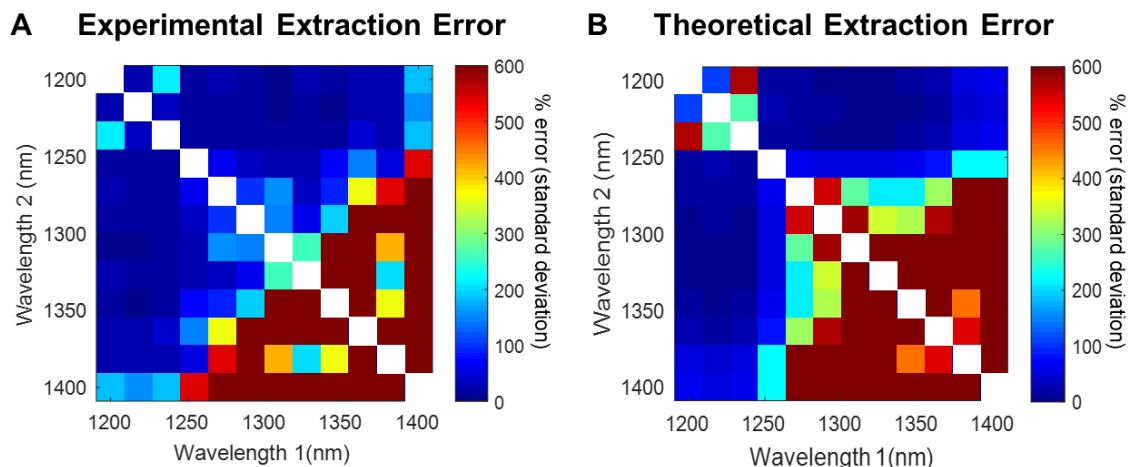 A Experimental Extraction Error
1200
1250
1300
1350
1400
Wavelength 2 (nm)
1200 1250 1300 1350 1400
Wavelength 1(nm)
600
500
400
300
200
100
0
% error (standard deviation)
B Theoretical Extraction Error
1200
1250
1300
1350
1400
Wavelength 2 (nm)
1200 1250 1300 1350 1400
Wavelength 1(nm)
600
500
400
300
200
100
0
% error (standard deviation)